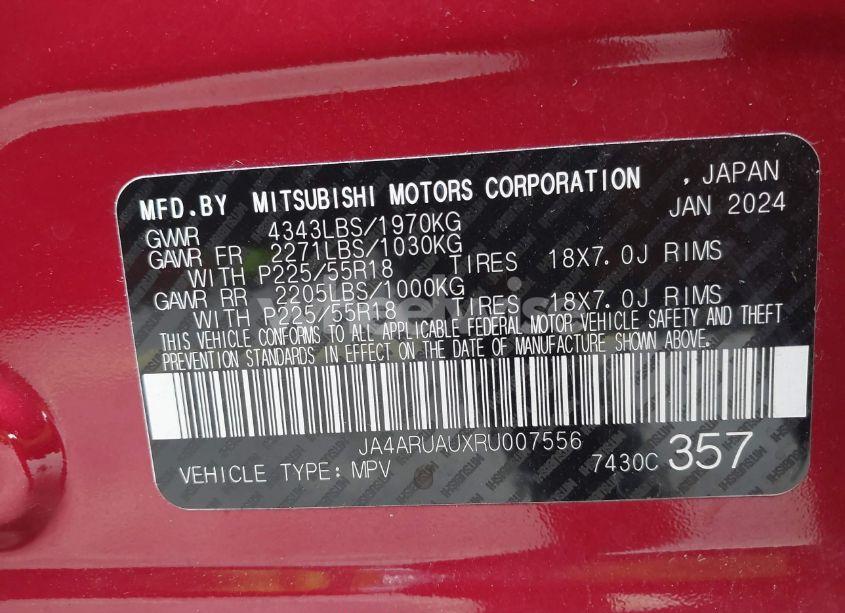 MFD.BY MITSUBISHI MOTORS CORPORATION , JAPAN
JAN 2024
GVWR 4343LBS/1970KG
GAWR FR 2271LBS/1030KG
WITH P225/55R18 TIRES 18X7.0J RIMS
GAWR RR 2205LBS/1000KG
WITH P225/55R18 TIRES 18X7.0J RIMS
THIS VEHICLE CONFORMS TO ALL APPLICABLE FEDERAL MOTOR VEHICLE SAFETY AND THEFT
PREVENTION STANDARDS IN EFFECT ON THE DATE OF MANUFACTURE SHOWN ABOVE.
JA4ARUAUXRU007556
VEHICLE TYPE: MPV 7430C 357